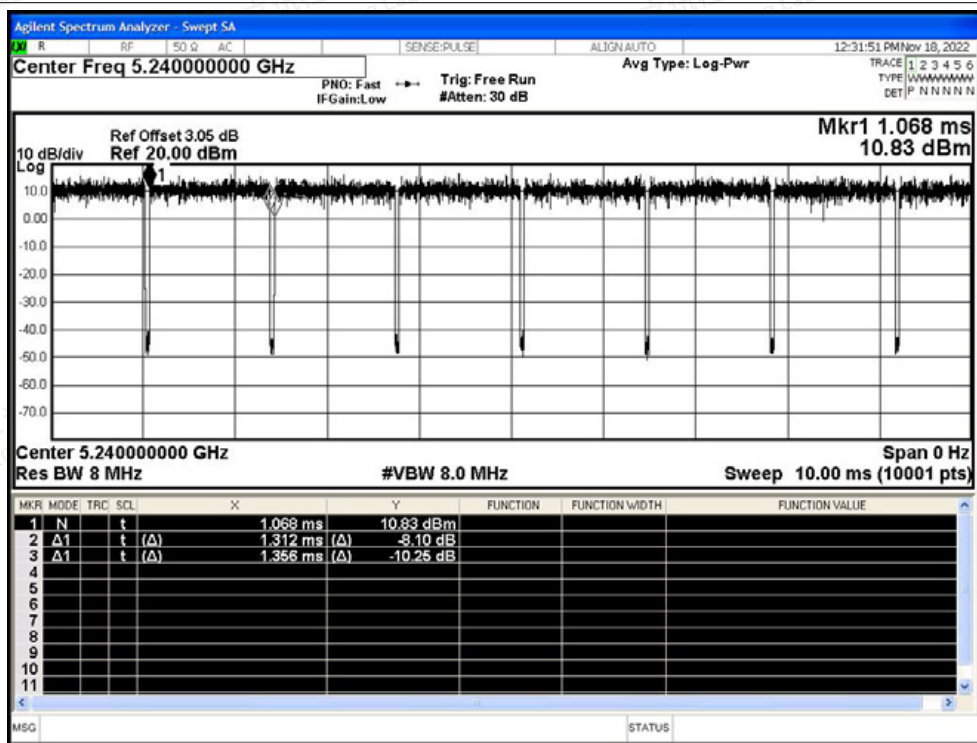 Agilent Spectrum Analyzer - Swept SA
R RF 50 Ω AC SENSE:PULSE ALIGN AUTO 12:31:51 PM Nov 18, 2022
Center Freq 5.240000000 GHz Avg Type: Log-Pwr TRACE 1 2 3 4 5 6
PNO: Fast Trig: Free Run TYPE WWWWWW
IFGain:Low #Atten: 30 dB DET P N N N N N
Mkr1 1.068 ms
Ref Offset 3.05 dB
10 dB/div Ref 20.00 dBm 10.83 dBm
Log
1
10.0
0.00
-10.0
-20.0
-30.0
-40.0
-50.0
-60.0
-70.0
Center 5.240000000 GHz Span 0 Hz
Res BW 8 MHz #VBW 8.0 MHz Sweep 10.00 ms (10001 pts)
MKR MODE TRC SCL X Y FUNCTION FUNCTION WIDTH FUNCTION VALUE
1 N t 1.068 ms 10.83 dBm
2 Δ1 t (Δ) 1.312 ms (Δ) -8.10 dB
3 Δ1 t (Δ) 1.356 ms (Δ) -10.25 dB
4
5
6
7
8
9
10
11
MSG STATUS